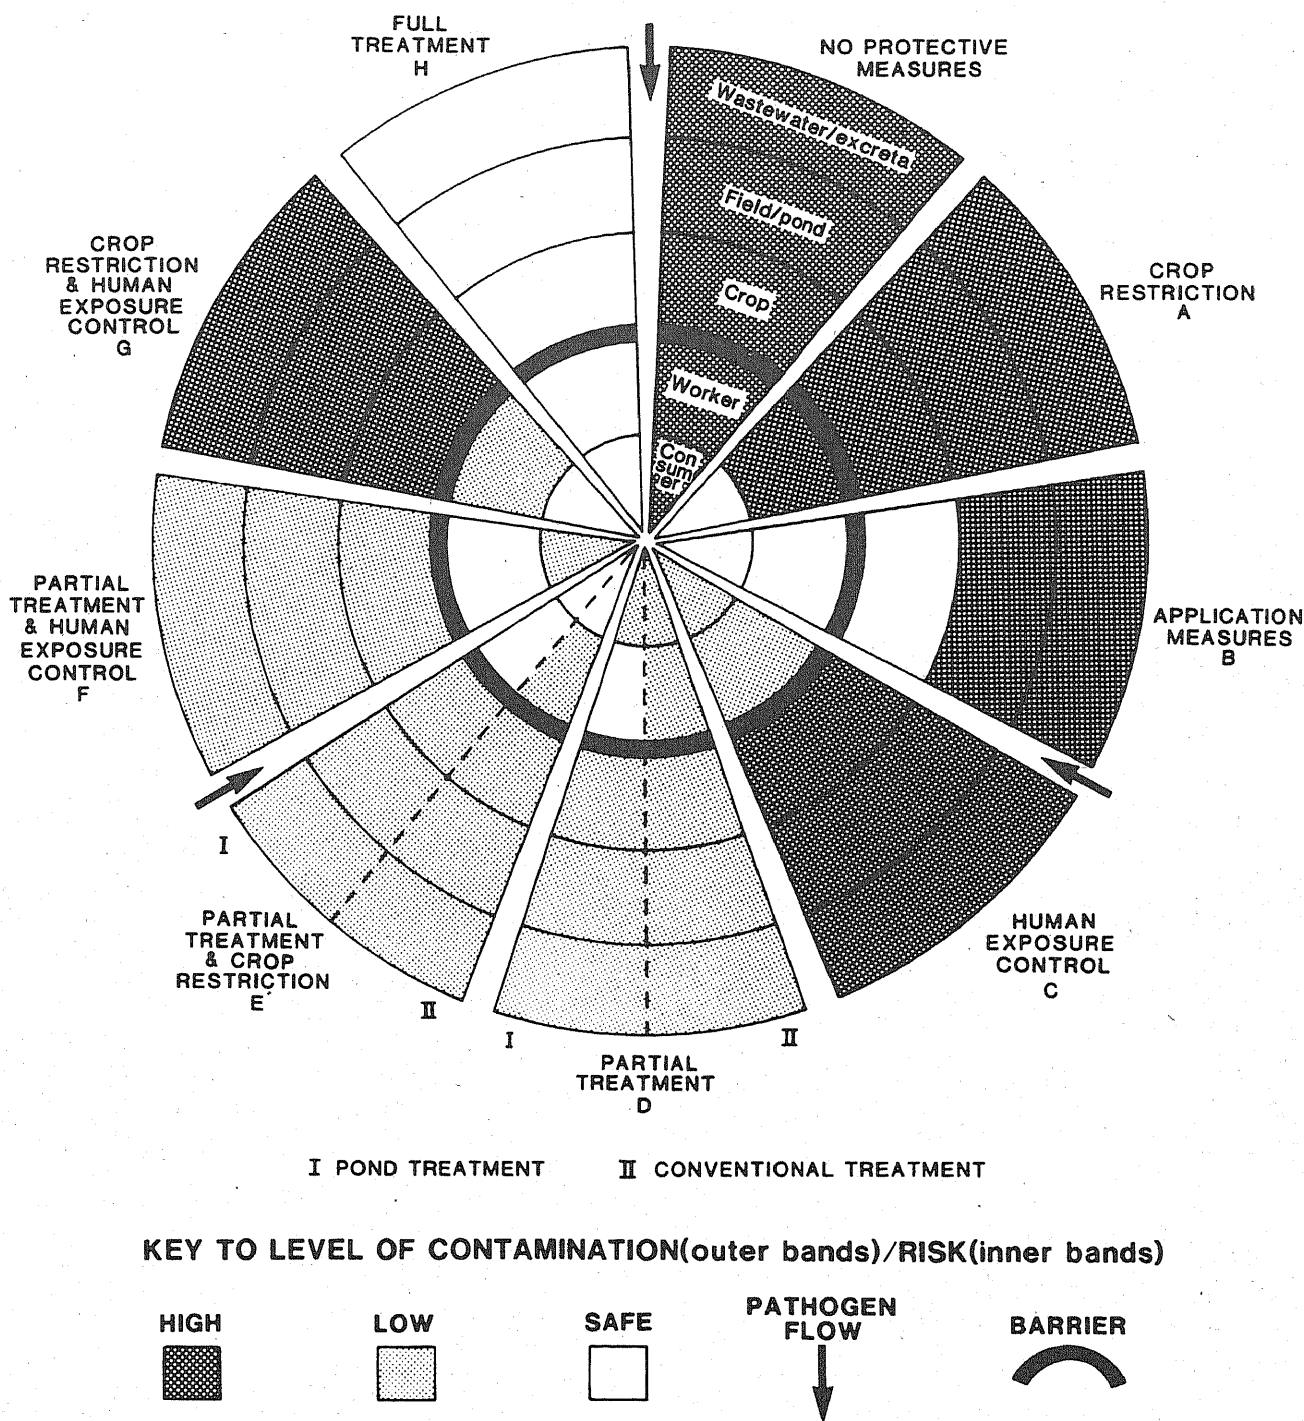 FULL
TREATMENT
H
NO PROTECTIVE
MEASURES
Wastewater/excreta
Field/pond
Crop
Worker
Con
sum
er
CROP
RESTRICTION
A
APPLICATION
MEASURES
B
HUMAN
EXPOSURE
CONTROL
C
I
II
PARTIAL
TREATMENT
D
I
II
PARTIAL
TREATMENT
& CROP
RESTRICTION
E
PARTIAL
TREATMENT
& HUMAN
EXPOSURE
CONTROL
F
CROP
RESTRICTION
& HUMAN
EXPOSURE
CONTROL
G
I POND TREATMENT
II CONVENTIONAL TREATMENT
KEY TO LEVEL OF CONTAMINATION(outer bands)/RISK(inner bands)
HIGH
LOW
SAFE
PATHOGEN
FLOW
BARRIER